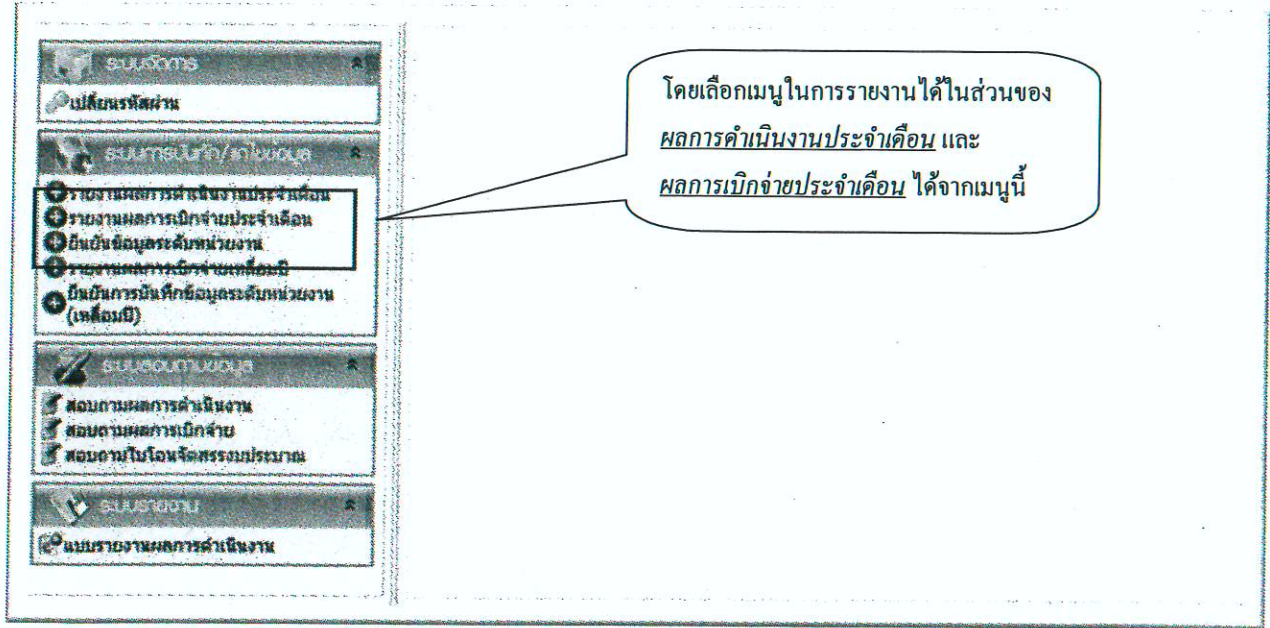 ระบบจัดการ
เปลี่ยนรหัสผ่าน
ระบบการบันทึก/แก้ไขข้อมูล
รายงานผลการดำเนินงานประจำเดือน
รายงานผลการเบิกจ่ายประจำเดือน
ยืนยันข้อมูลระดับหน่วยงาน
รายงานผลการเบิกจ่ายเหลื่อมปี
ยืนยันการบันทึกข้อมูลระดับหน่วยงาน
(เหลื่อมปี)
ระบบสอบถามข้อมูล
สอบถามผลการดำเนินงาน
สอบถามผลการเบิกจ่าย
สอบถามใบโอนจัดสรรงบประมาณ
ระบบรายงาน
แบบรายงานผลการดำเนินงาน
โดยเลือกเมนูในการรายงานได้ในส่วนของ
ผลการดำเนินงานประจำเดือน และ
ผลการเบิกจ่ายประจำเดือน ได้จากเมนูนี้